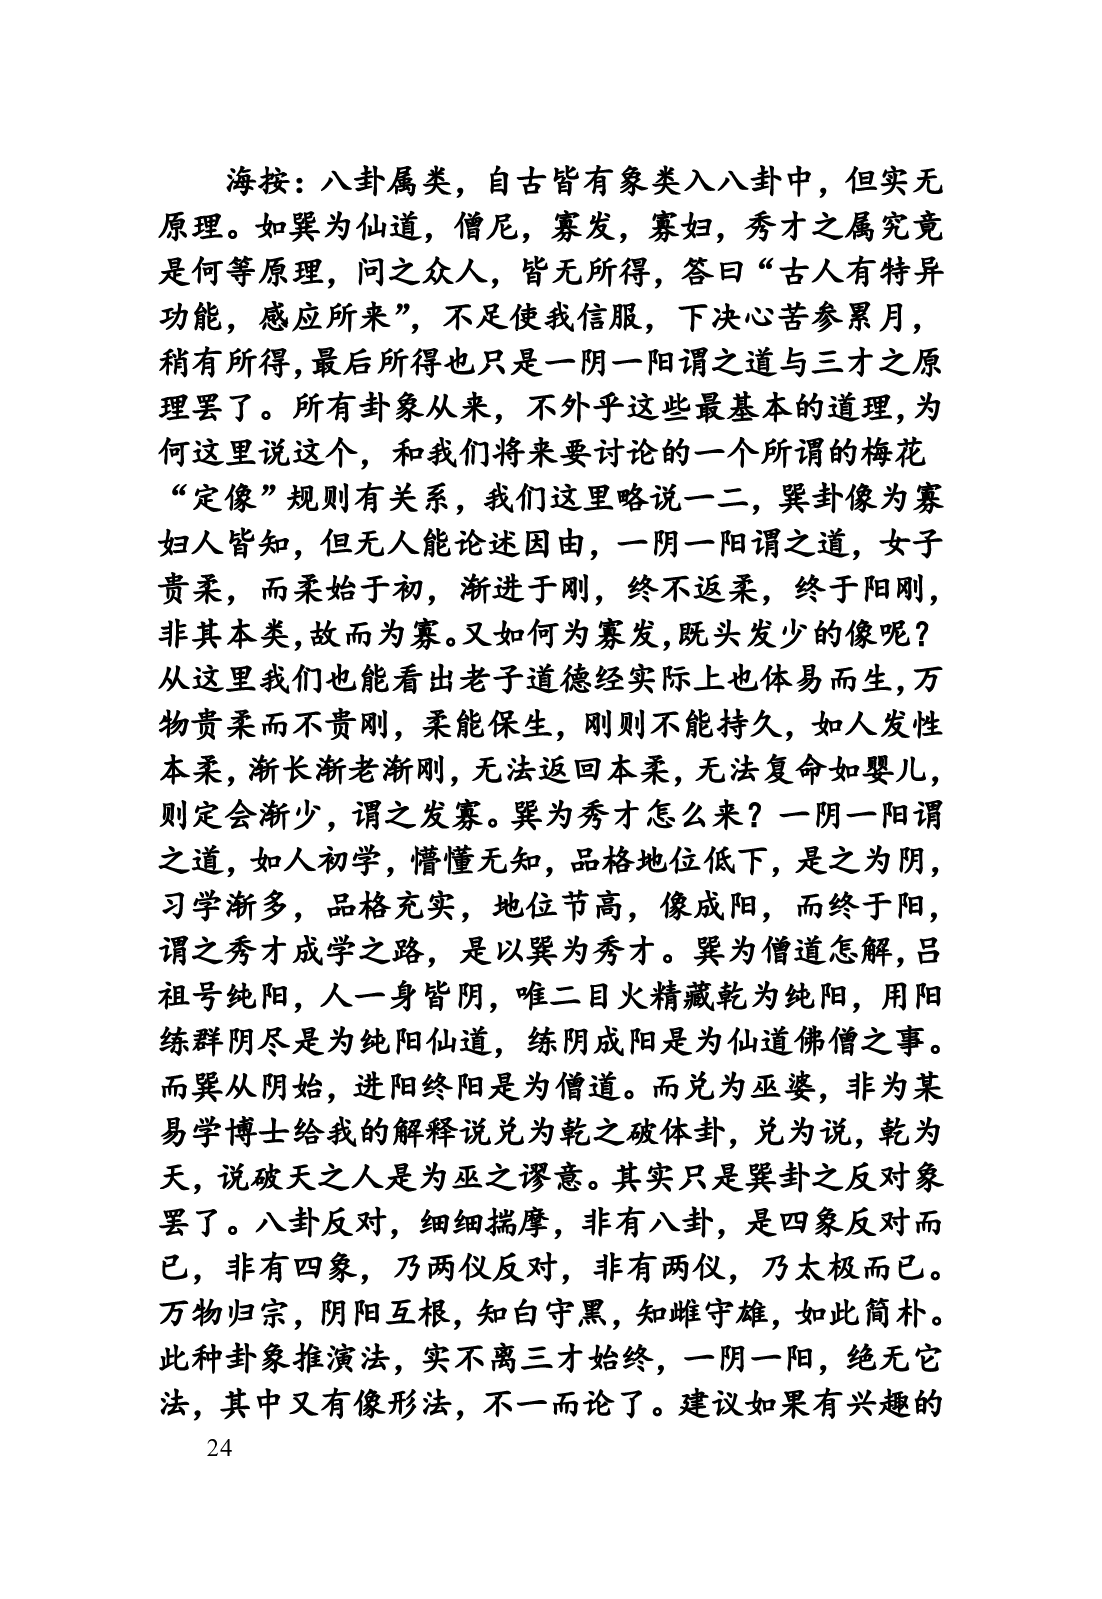 海按：八卦属类，自古皆有象类入八卦中，但实无
原理。如巽为仙道，僧尼，寡发，寡妇，秀才之属究竟
是何等原理，问之众人，皆无所得，答曰“古人有特异
功能，感应所来”，不足使我信服，下决心苦参累月，
稍有所得，最后所得也只是一阴一阳谓之道与三才之原
理罢了。所有卦象从来，不外乎这些最基本的道理，为
何这里说这个，和我们将来要讨论的一个所谓的梅花
“定像”规则有关系，我们这里略说一二，巽卦像为寡
妇人皆知，但无人能论述因由，一阴一阳谓之道，女子
贵柔，而柔始于初，渐进于刚，终不返柔，终于阳刚，
非其本类，故而为寡。又如何为寡发，既头发少的像呢？
从这里我们也能看出老子道德经实际上也体易而生，万
物贵柔而不贵刚，柔能保生，刚则不能持久，如人发性
本柔，渐长渐老渐刚，无法返回本柔，无法复命如婴儿，
则定会渐少，谓之发寡。巽为秀才怎么来？一阴一阳谓
之道，如人初学，懵懂无知，品格地位低下，是之为阴，
习学渐多，品格充实，地位节高，像成阳，而终于阳，
谓之秀才成学之路，是以巽为秀才。巽为僧道怎解，吕
祖号纯阳，人一身皆阴，唯二目火精藏乾为纯阳，用阳
练群阴尽是为纯阳仙道，练阴成阳是为仙道佛僧之事。
而巽从阴始，进阳终阳是为僧道。而兑为巫婆，非为某
易学博士给我的解释说兑为乾之破体卦，兑为说，乾为
天，说破天之人是为巫之谬意。其实只是巽卦之反对象
罢了。八卦反对，细细揣摩，非有八卦，是四象反对而
已，非有四象，乃两仪反对，非有两仪，乃太极而已。
万物归宗，阴阳互根，知白守黑，知雌守雄，如此简朴。
此种卦象推演法，实不离三才始终，一阴一阳，绝无它
法，其中又有像形法，不一而论了。建议如果有兴趣的
24